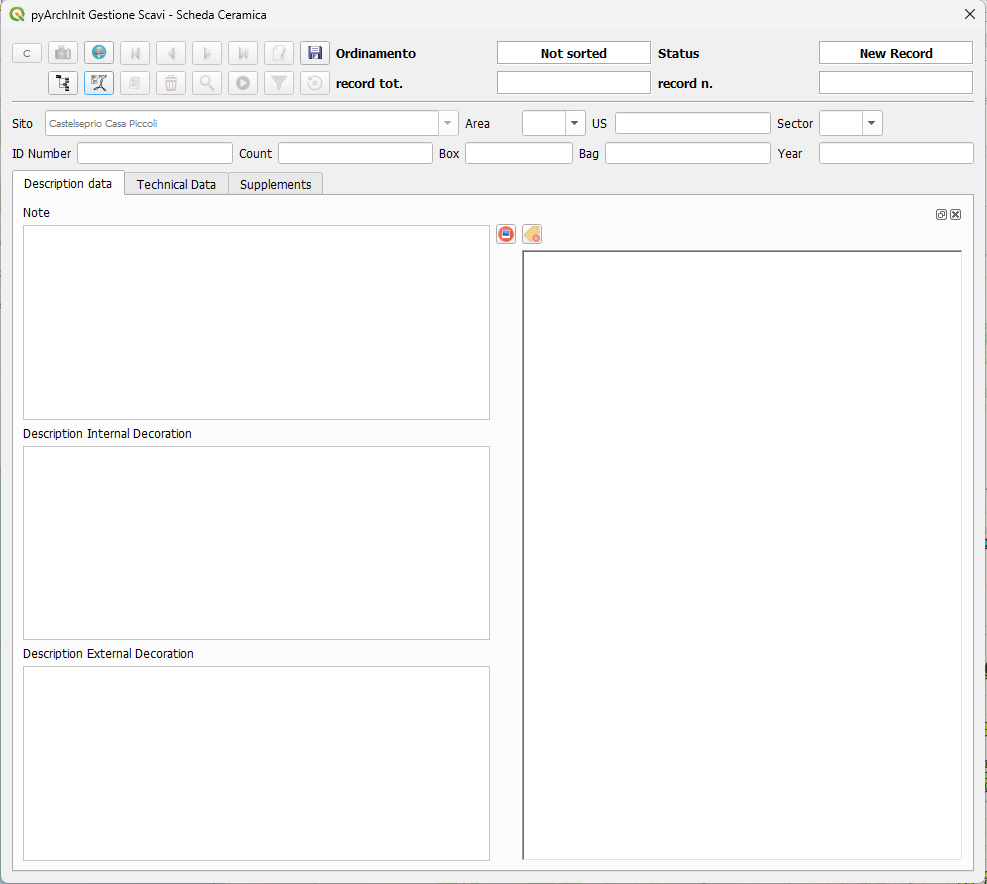 pyArchInit Gestione Scavi - Scheda Ceramica
C
Ordinamento Not sorted Status New Record
record tot. record n.
Sito Castelseprio Casa Piccoli Area US Sector
ID Number Count Box Bag Year
Description data Technical Data Supplements
Note
Description Internal Decoration
Description External Decoration